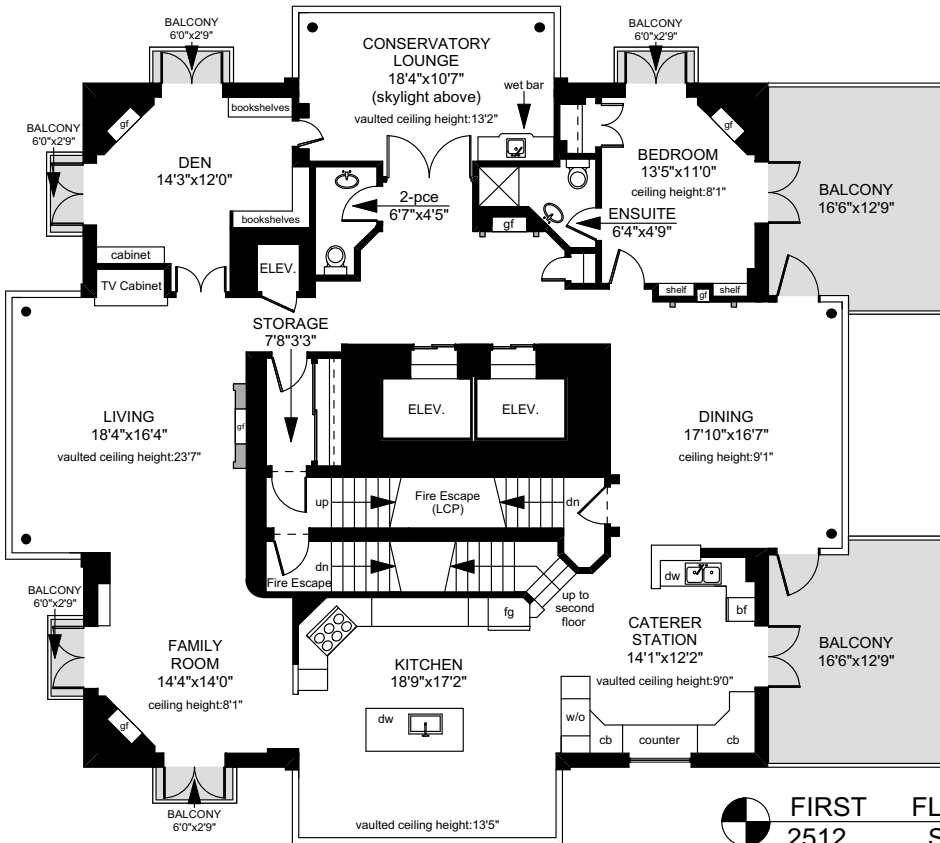 BALCONY
6'0"x2'9"
CONSERVATORY
LOUNGE
18'4"x10'7"
(skylight above)
vaulted ceiling height:13'2"
wet bar
BALCONY
6'0"x2'9"
BALCONY
6'0"x2'9"
gf
bookshelves
DEN
14'3"x12'0"
bookshelves
cabinet
TV Cabinet
ELEV.
2-pce
6'7"x4'5"
gf
ENSUITE
6'4"x4'9"
BEDROOM
13'5"x11'0"
ceiling height:8'1"
gf
BALCONY
16'6"x12'9"
shelf
gf
shelf
STORAGE
7'8"3'3"
LIVING
18'4"x16'4"
vaulted ceiling height:23'7"
gf
ELEV.
ELEV.
DINING
17'10"x16'7"
ceiling height:9'1"
up
Fire Escape
(LCP)
dn
dn
Fire Escape
up to
second
floor
BALCONY
6'0"x2'9"
FAMILY
ROOM
14'4"x14'0"
ceiling height:8'1"
gf
BALCONY
6'0"x2'9"
fg
KITCHEN
18'9"x17'2"
dw
vaulted ceiling height:13'5"
dw
bf
CATERER
STATION
14'1"x12'2"
vaulted ceiling height:9'0"
w/o
cb
counter
cb
BALCONY
16'6"x12'9"
FIRST FL
2512 S